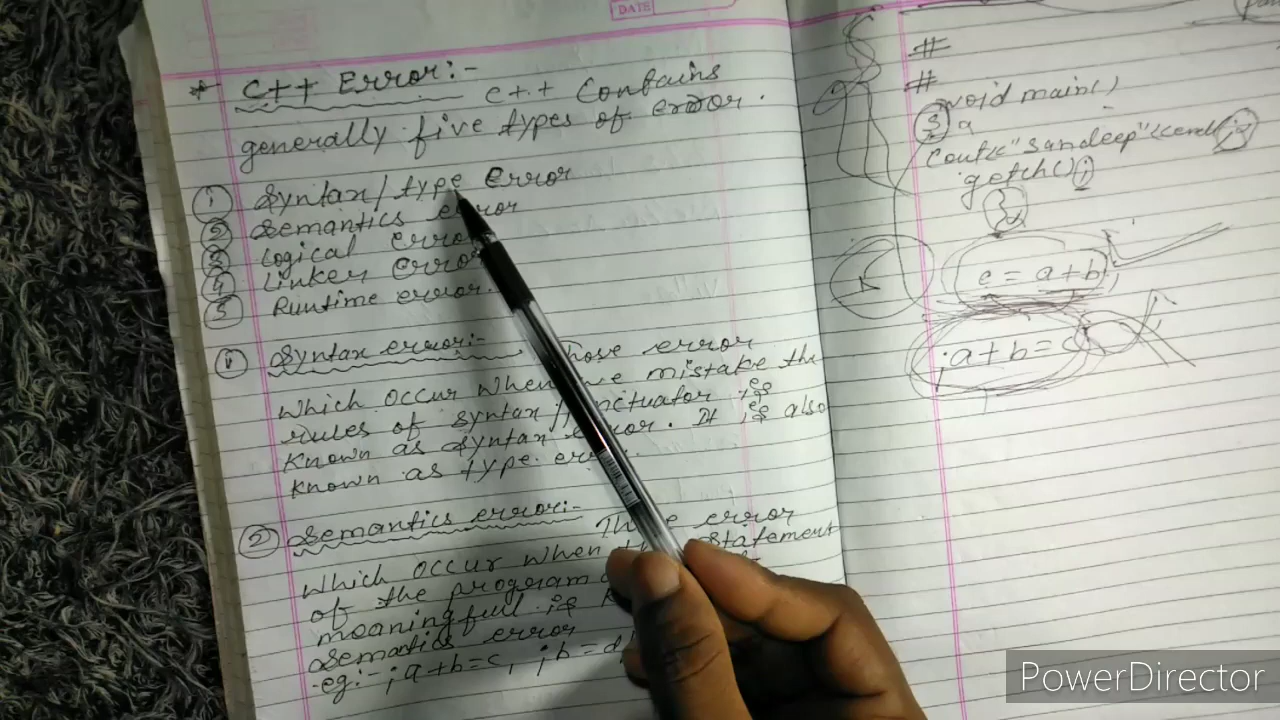 DATE
* C++ Error:-
C++ Contains
generally five types of error.
① Syntax/type error
② Semantics error
③ Logical error
④ Linker Error
⑤ Runtime error.
① Syntax error:- Those error
which occur when we mistake the
rules of syntax/punctuator is
known as syntax error. It is also
known as type
② Semantics error:-
error
which occur when statement
of the program
meaningfull is
Semantics error
eg:- ; a+b=c, ; b=
#
#
void main()
cout<<"Sandeep"<<endl;
getch();
}
e = a+b
; a+b=c
PowerDirector